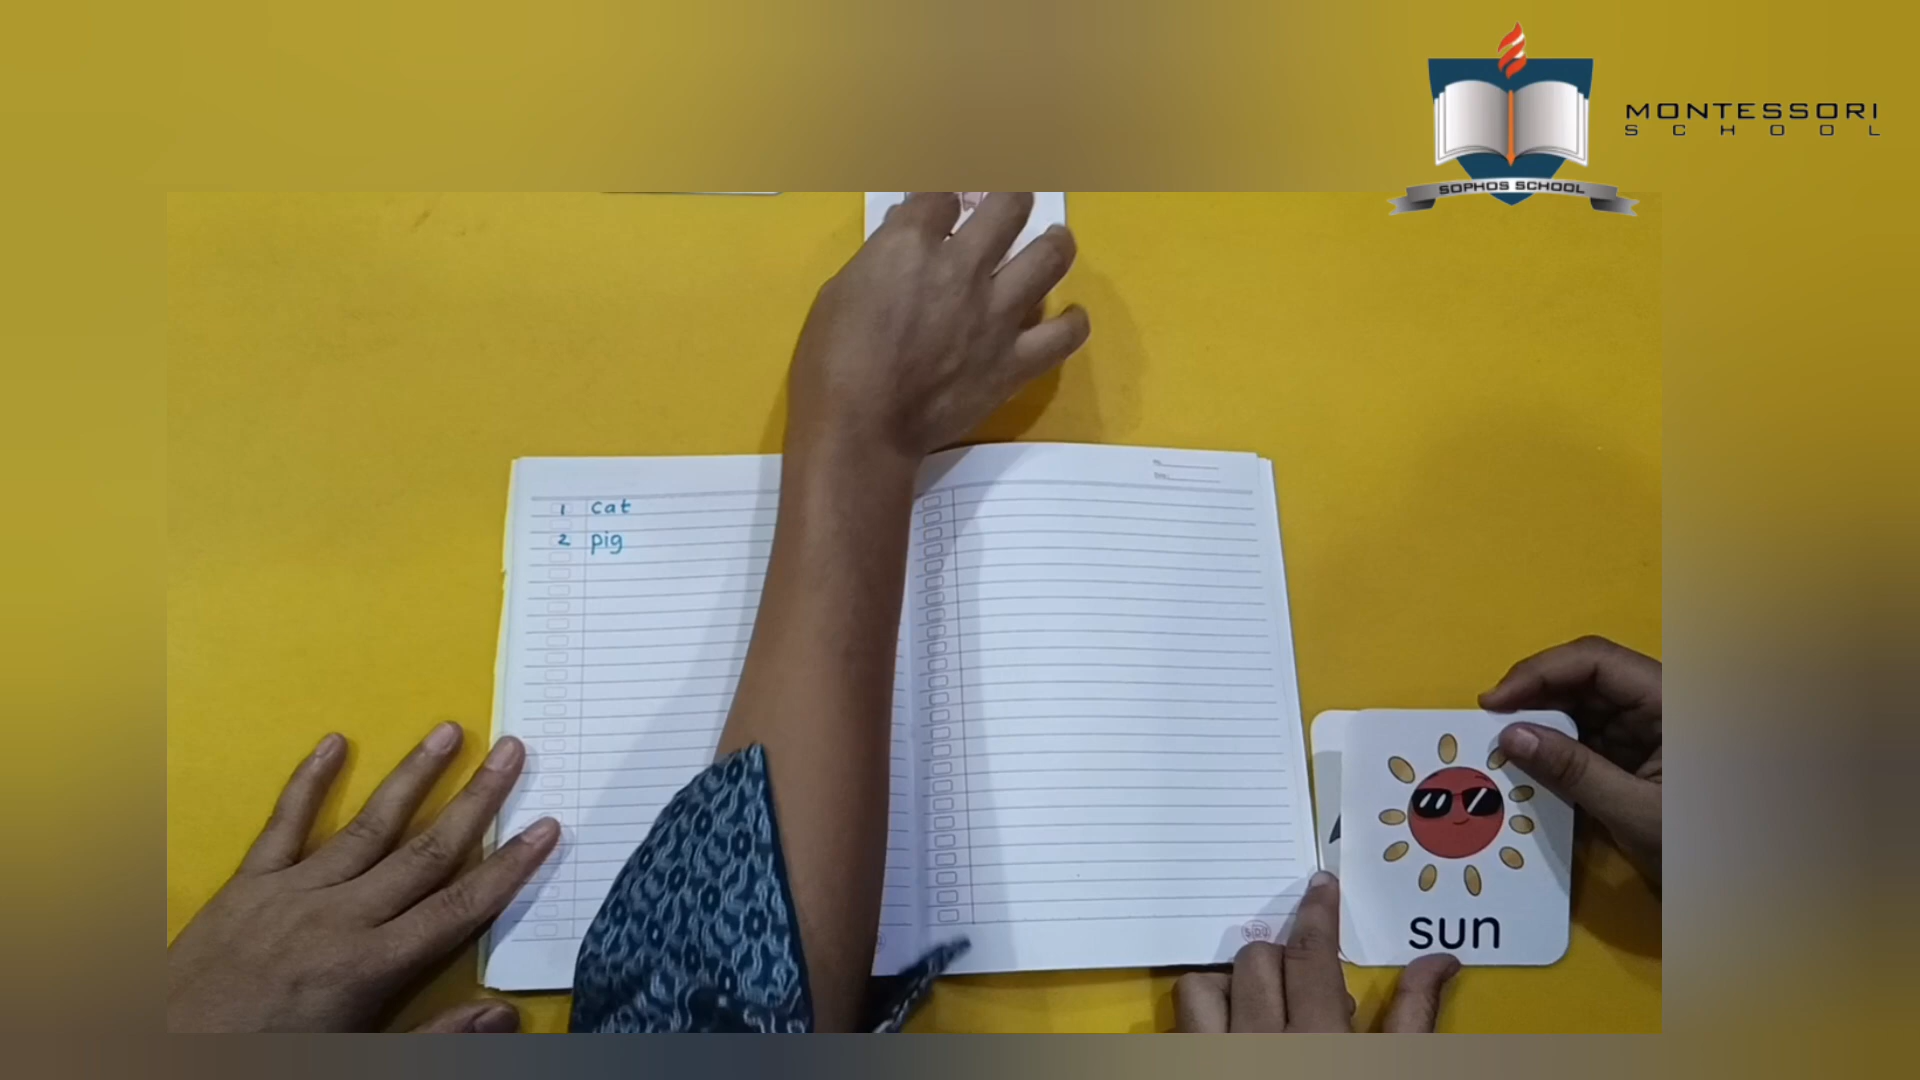 MONTESSORI
SCHOOL
SOPHOS SCHOOL
1 cat
2 pig
sun